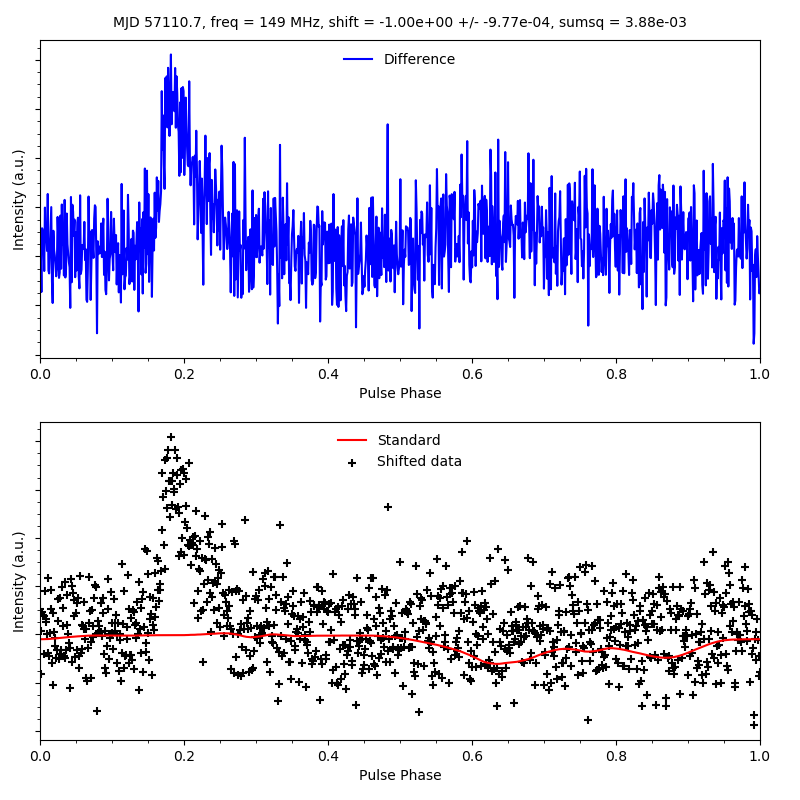 MJD 57110.7, freq = 149 MHz, shift = -1.00e+00 +/- -9.77e-04, sumsq = 3.88e-03
Difference
Intensity (a.u.)
0.0 0.2 0.4 0.6 0.8 1.0
Pulse Phase
Standard
Shifted data
Intensity (a.u.)
0.0 0.2 0.4 0.6 0.8 1.0
Pulse Phase